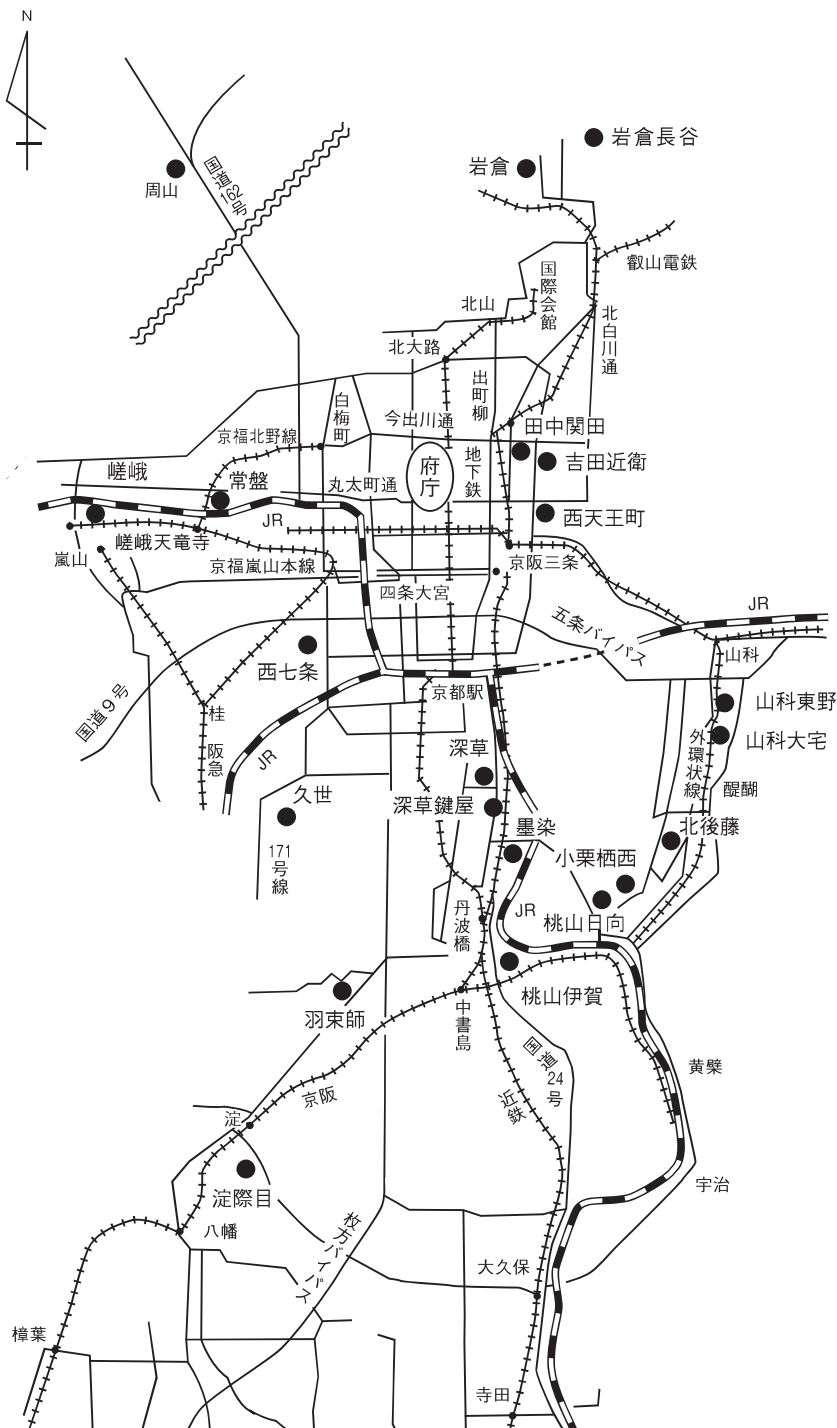 N
岩倉長谷
岩倉
周山
国道162号
叡山電鉄
国際会館
北山
北白川通
北大路
出町柳
白梅町
今出川通
田中関田
京福北野線
府庁
地下鉄
吉田近衛
嵯峨
常盤
丸太町通
西天王町
JR
嵯峨天竜寺
嵐山
京福嵐山本線
京阪三条
四条大宮
JR
五条バイパス
山科
西七条
京都駅
国道9号
桂
山科東野
外環状線
山科大宅
阪急
JR
深草
醍醐
久世
深草鍵屋
墨染
北後藤
171号線
小栗栖西
丹波橋
JR
桃山日向
桃山伊賀
羽束師
中書島
国道24号
黄檗
京阪
近鉄
淀
宇治
淀際目
八幡
枚方バイパス
大久保
樟葉
寺田